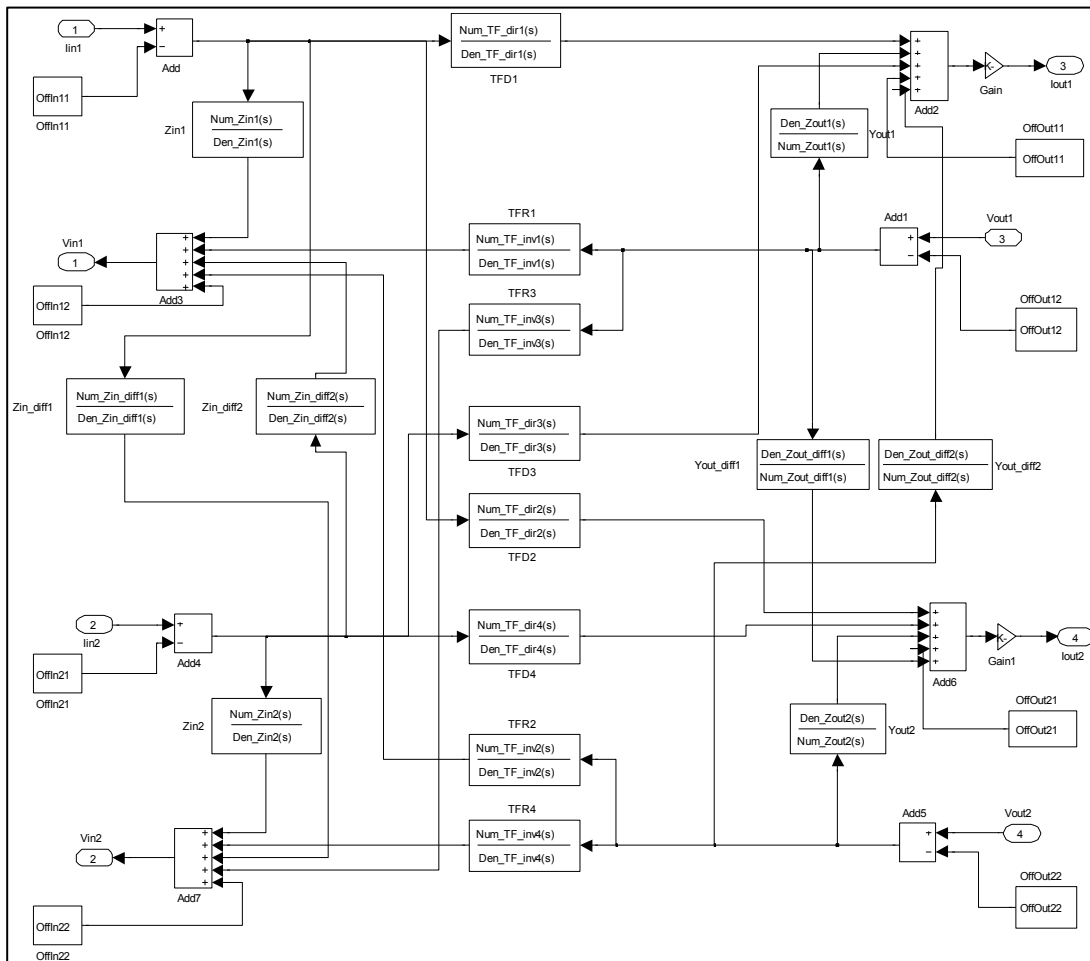 1
Iin1
+
−
Add
Num_TF_dir1(s)
Den_TF_dir1(s)
TFD1
+
+
+
+
+
Add2
K-
Gain
3
Iout1
OffIn11
OffIn11
Zin1
Num_Zin1(s)
Den_Zin1(s)
Den_Zout1(s)
Num_Zout1(s)
Yout1
OffOut11
OffOut11
TFR1
Num_TF_inv1(s)
Den_TF_inv1(s)
Add1
+
−
Vout1
3
Vin1
1
+
+
+
+
+
Add3
OffIn12
OffIn12
TFR3
Num_TF_inv3(s)
Den_TF_inv3(s)
OffOut12
OffOut12
Zin_diff1
Num_Zin_diff1(s)
Den_Zin_diff1(s)
Zin_diff2
Num_Zin_diff2(s)
Den_Zin_diff2(s)
Num_TF_dir3(s)
Den_TF_dir3(s)
TFD3
Yout_diff1
Den_Zout_diff1(s)
Num_Zout_diff1(s)
Den_Zout_diff2(s)
Num_Zout_diff2(s)
Yout_diff2
Num_TF_dir2(s)
Den_TF_dir2(s)
TFD2
2
Iin2
+
−
Add4
Num_TF_dir4(s)
Den_TF_dir4(s)
TFD4
+
+
+
+
+
Add6
K-
Gain1
4
Iout2
OffIn21
OffIn21
Zin2
Num_Zin2(s)
Den_Zin2(s)
Den_Zout2(s)
Num_Zout2(s)
Yout2
OffOut21
OffOut21
TFR2
Num_TF_inv2(s)
Den_TF_inv2(s)
TFR4
Num_TF_inv4(s)
Den_TF_inv4(s)
Add5
+
−
Vout2
4
Vin2
2
+
+
+
+
+
Add7
OffOut22
OffOut22
OffIn22
OffIn22